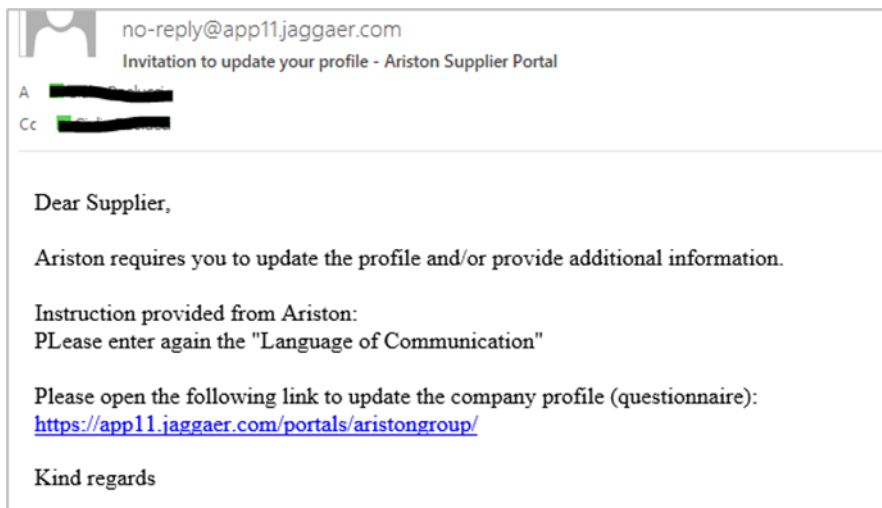 no-reply@app11.jaggaer.com
Invitation to update your profile - Ariston Supplier Portal
A
Cc
Dear Supplier,
Ariston requires you to update the profile and/or provide additional information.
Instruction provided from Ariston:
PLease enter again the "Language of Communication"
Please open the following link to update the company profile (questionnaire):
https://app11.jaggaer.com/portals/aristongroup/
Kind regards